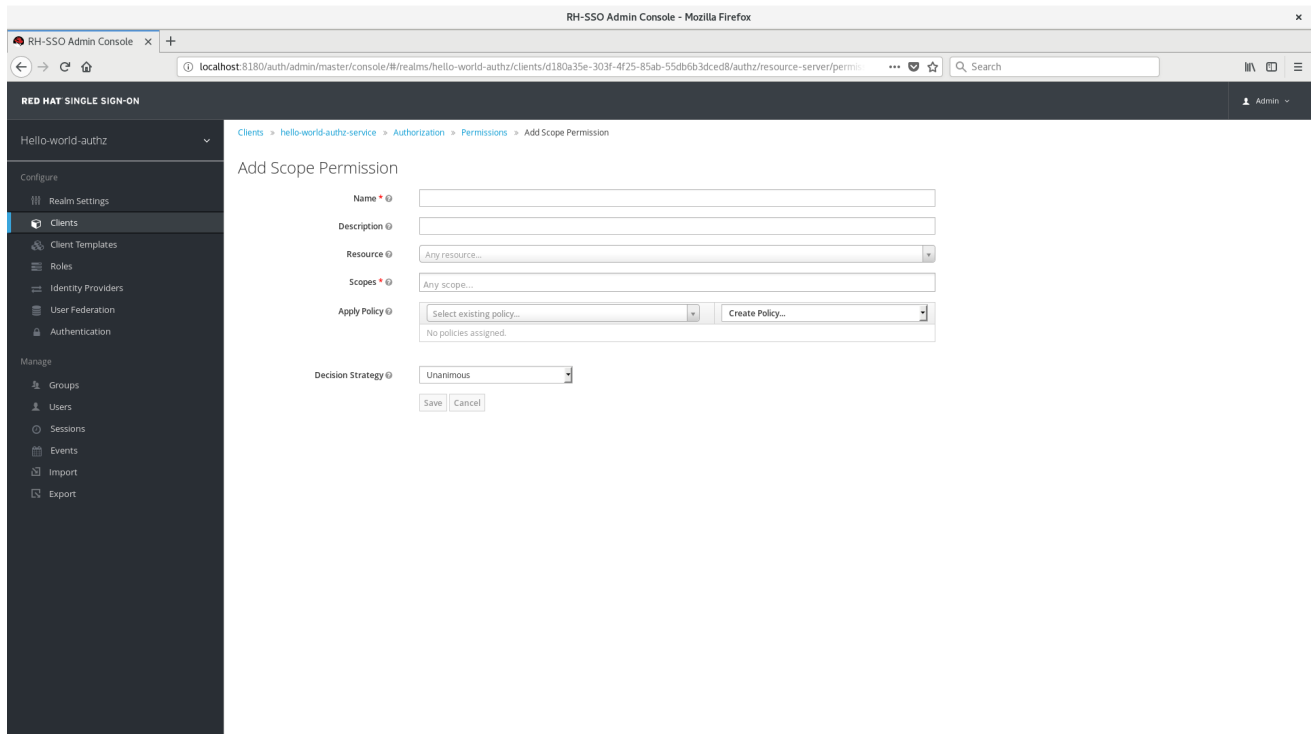 RH-SSO Admin Console - Mozilla Firefox
RH-SSO Admin Console
localhost:8180/auth/admin/master/console/#/realms/hello-world-authz/clients/d180a35e-303f-4f25-85ab-55db6b3dced8/authz/resource-server/permis
Search
RED HAT SINGLE SIGN-ON
Admin
Hello-world-authz
Clients » hello-world-authz-service » Authorization » Permissions » Add Scope Permission
Configure
Realm Settings
Clients
Client Templates
Roles
Identity Providers
User Federation
Authentication
Manage
Groups
Users
Sessions
Events
Import
Export
Add Scope Permission
Name *
Description
Resource
Any resource...
Scopes *
Any scope...
Apply Policy
Select existing policy...
Create Policy...
No policies assigned.
Decision Strategy
Unanimous
Save
Cancel